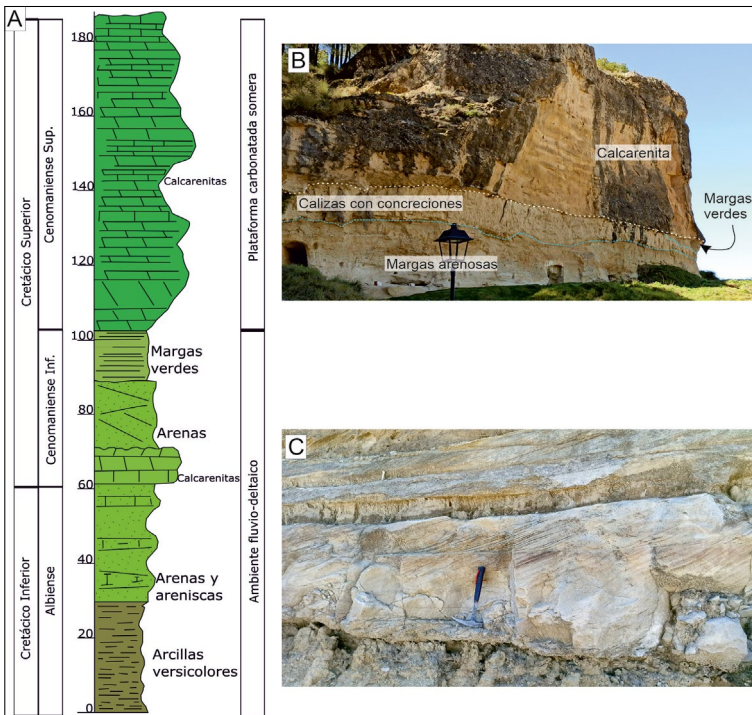 A
180
160
140
120
100
80
60
40
20
0
Cretácico Superior
Cretácico Inferior
Cenomaniense Sup.
Cenomaniense Inf.
Albiense
Calcarenitas
Margas
verdes
Arenas
Calcarenitas
Arenas y
areniscas
Arcillas
versicolores
Plataforma carbonatada somera
Ambiente fluvio-deltaico
B
Calcarenita
Calizas con concreciones
Margas
verdes
Margas arenosas
C